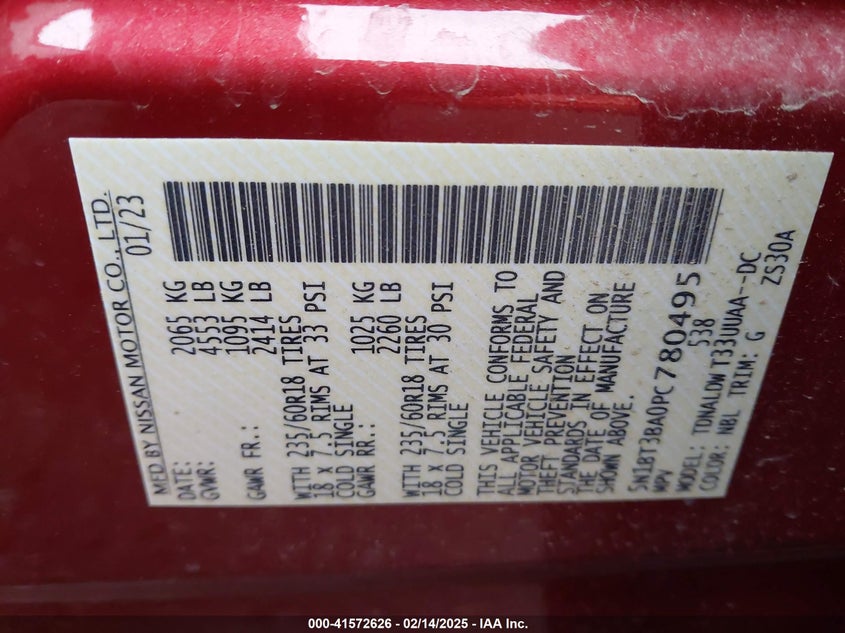 MFD BY NISSAN MOTOR CO., LTD.
DATE: 01/23
GVWR: 2065 KG
4553 LB
GAWR FR.: 1095 KG
2414 LB
WITH 235/60R18 TIRES
18 X 7.5 RIMS AT 33 PSI
COLD SINGLE
GAWR RR.: 1025 KG
2260 LB
WITH 235/60R18 TIRES
18 X 7.5 RIMS AT 30 PSI
COLD SINGLE
THIS VEHICLE CONFORMS TO
ALL APPLICABLE FEDERAL
MOTOR VEHICLE SAFETY AND
THEFT PREVENTION
STANDARDS IN EFFECT ON
THE DATE OF MANUFACTURE
SHOWN ABOVE.
5N1BT3BA0PC780495
MPV 538
MODEL: TDNALDW T33UUAA--DC
COLOR: NBL TRIM: G ZS30A
000-41572626 - 02/14/2025 - IAA Inc.